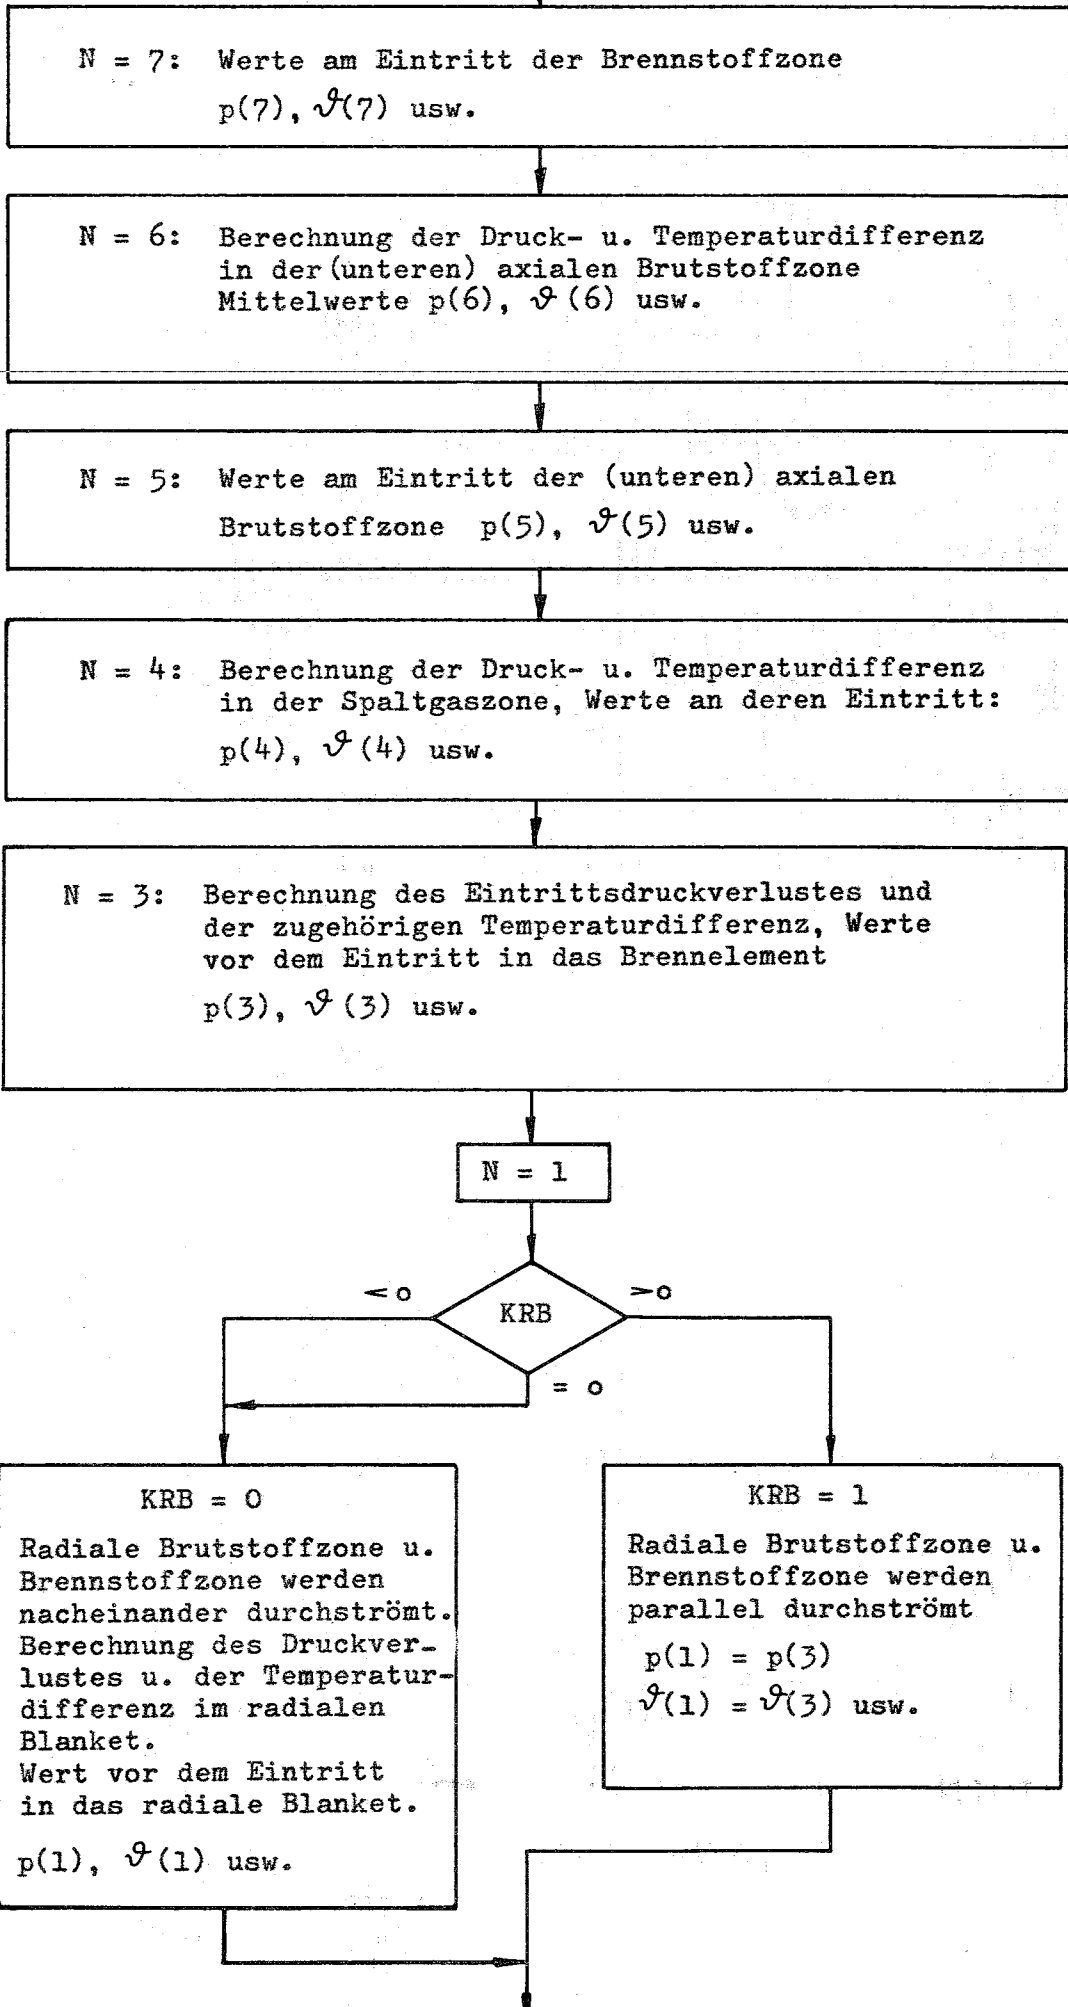 N = 7: Werte am Eintritt der Brennstoffzone
p(7), ϑ(7) usw.
N = 6: Berechnung der Druck- u. Temperaturdifferenz
in der (unteren) axialen Brutstoffzone
Mittelwerte p(6), ϑ(6) usw.
N = 5: Werte am Eintritt der (unteren) axialen
Brutstoffzone p(5), ϑ(5) usw.
N = 4: Berechnung der Druck- u. Temperaturdifferenz
in der Spaltgaszone, Werte an deren Eintritt:
p(4), ϑ(4) usw.
N = 3: Berechnung des Eintrittsdruckverlustes und
der zugehörigen Temperaturdifferenz, Werte
vor dem Eintritt in das Brennelement
p(3), ϑ(3) usw.
N = 1
< o
KRB
>o
= o
KRB = 0
Radiale Brutstoffzone u.
Brennstoffzone werden
nacheinander durchströmt.
Berechnung des Druckver-
lustes u. der Temperatur-
differenz im radialen
Blanket.
Wert vor dem Eintritt
in das radiale Blanket.
p(1), ϑ(1) usw.
KRB = 1
Radiale Brutstoffzone u.
Brennstoffzone werden
parallel durchströmt
p(1) = p(3)
ϑ(1) = ϑ(3) usw.